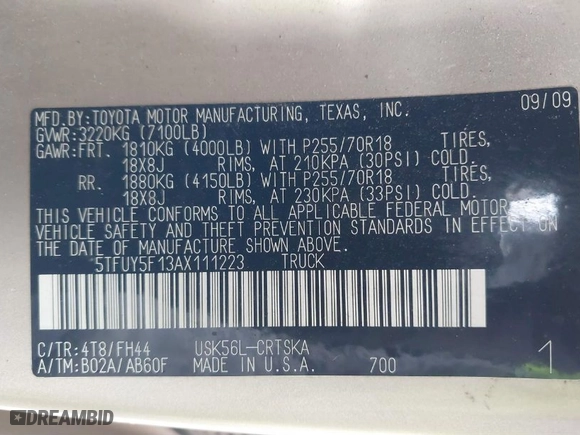 MFD.BY:TOYOTA MOTOR MANUFACTURING, TEXAS, INC. 09/09
GVWR:3220KG (7100LB)
GAWR:FRT. 1810KG (4000LB) WITH P255/70R18 TIRES,
18X8J RIMS, AT 210KPA (30PSI) COLD.
RR. 1880KG (4150LB) WITH P255/70R18 TIRES,
18X8J RIMS, AT 230KPA (33PSI) COLD.
THIS VEHICLE CONFORMS TO ALL APPLICABLE FEDERAL MOTOR
VEHICLE SAFETY AND THEFT PREVENTION STANDARDS IN EFFECT ON
THE DATE OF MANUFACTURE SHOWN ABOVE.
5TFUY5F13AX111223 TRUCK
C/TR:4T8/FH44 USK56L-CRTSKA
A/TM:B02A/AB60F MADE IN U.S.A. 700 1
DREAMBID